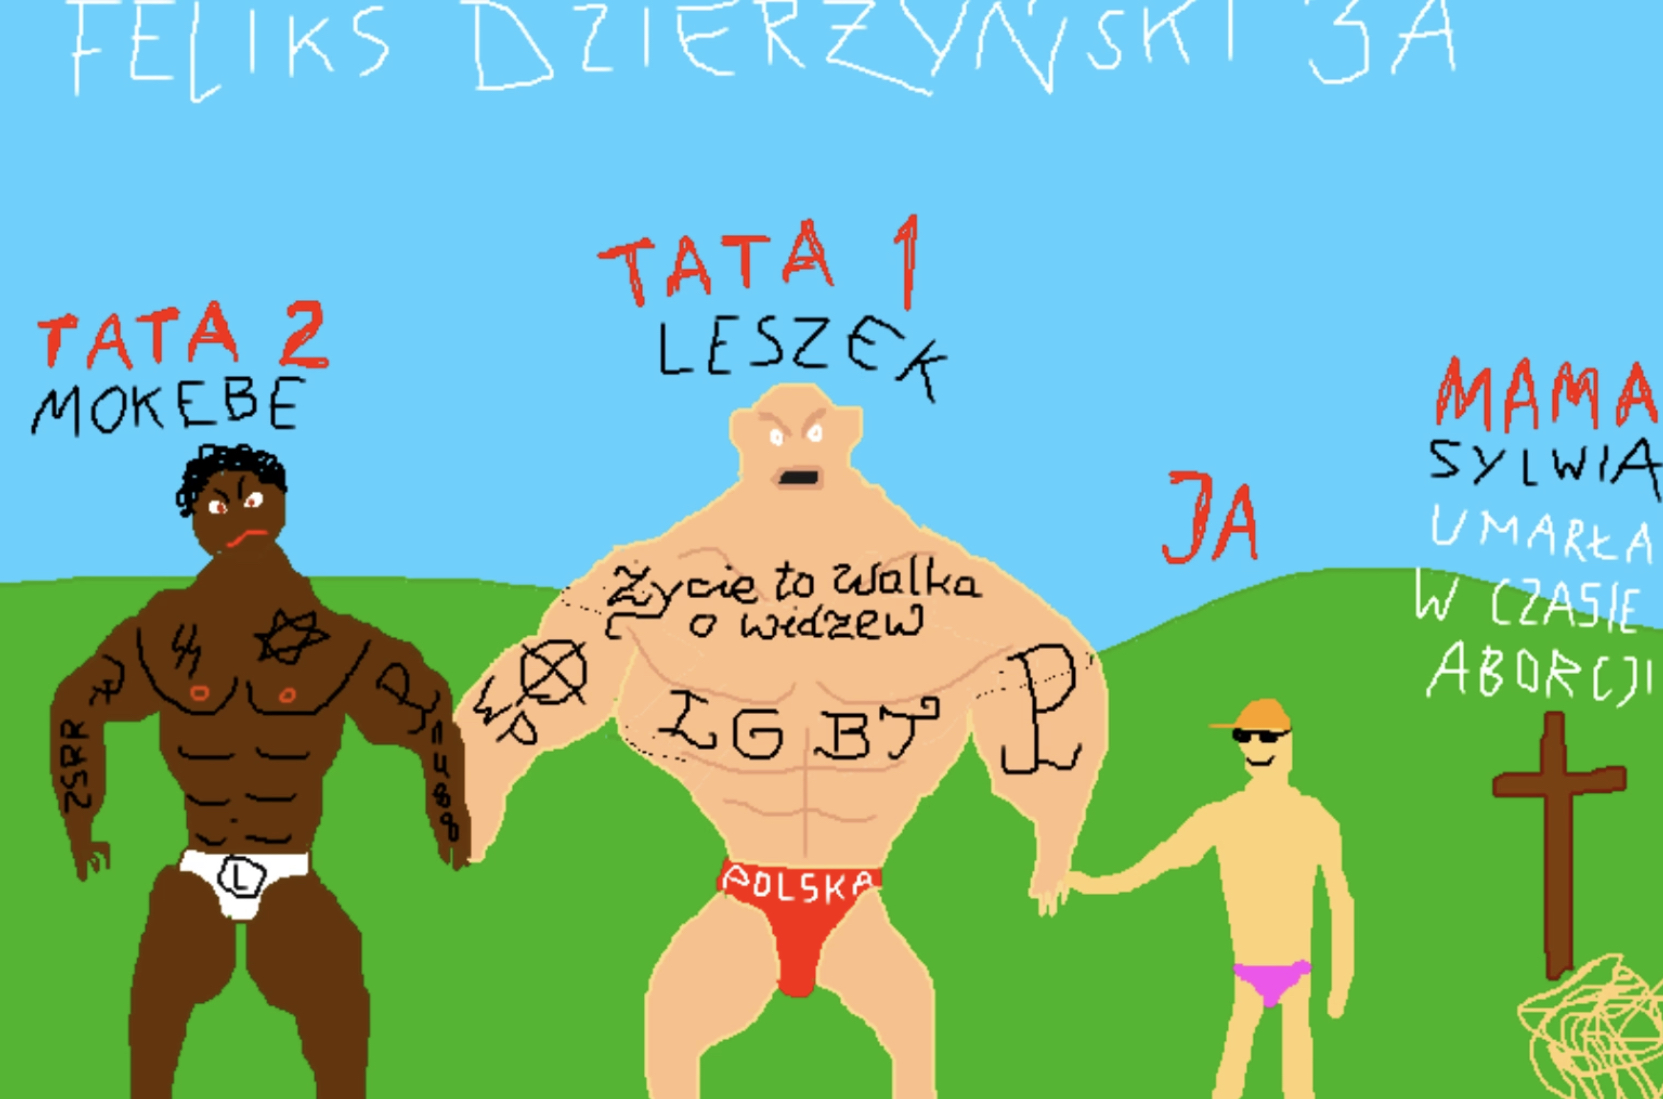 FELIKS DZIERŻYŃSKI 3A
TATA 1
LESZEK
TATA 2
MOKEBE
MAMA
SYLWIA
UMARŁA
W CZASIE
ABORCJI
JA
Życie to walka
o widzew
LGBT
ZSRR
88
L
POLSKA